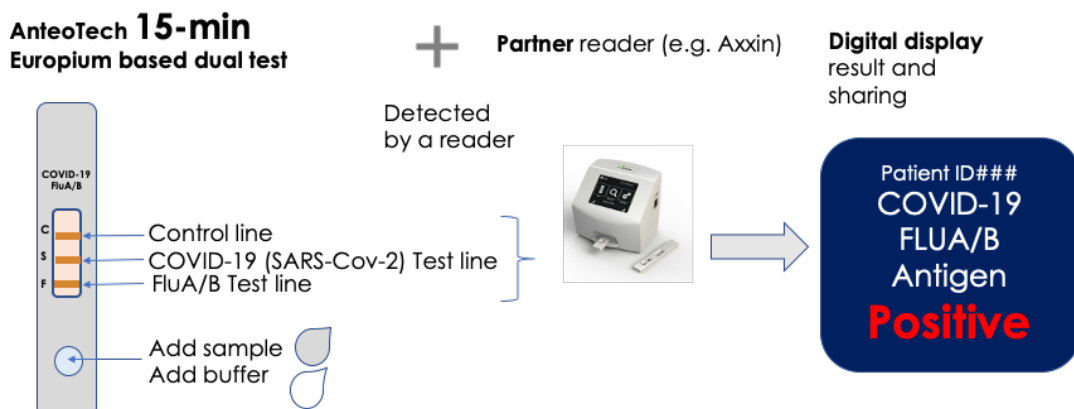 AnteoTech 15-min
Europium based dual test
Partner reader (e.g. Axxin)
Digital display
result and
sharing
Detected
by a reader
COVID-19
FluA/B
C
S
F
Control line
COVID-19 (SARS-Cov-2) Test line
FluA/B Test line
Add sample
Add buffer
Patient ID###
COVID-19
FLUA/B
Antigen
Positive